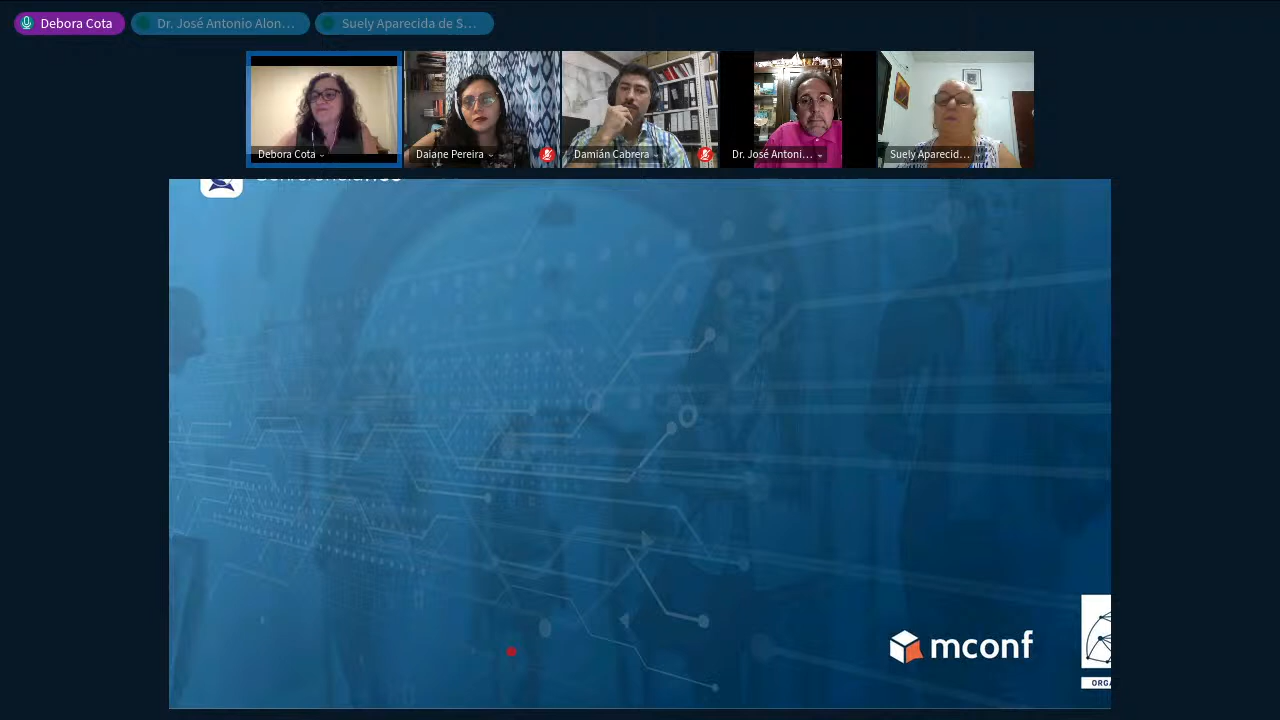 Debora Cota
Dr. José Antonio Alon...
Suely Aparecida de S...
Debora Cota
Daiane Pereira
Damián Cabrera
Dr. José Antoni...
Suely Aparecid...
mconf
ORGA